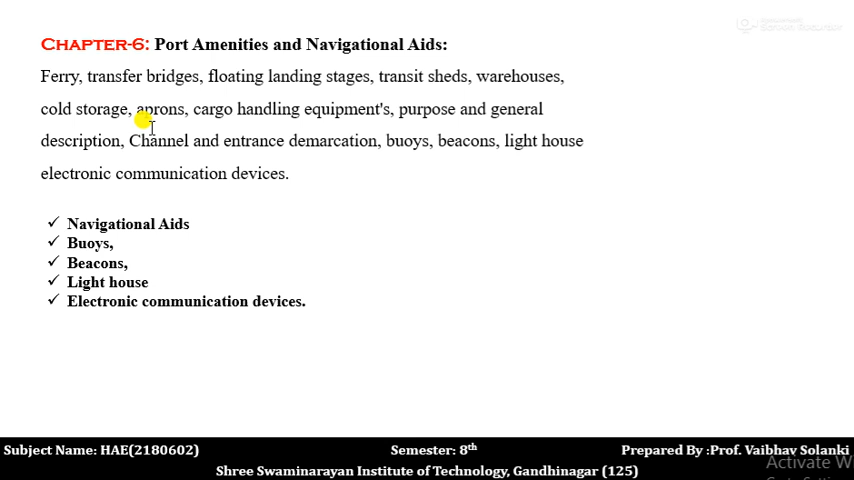 CHAPTER-6: Port Amenities and Navigational Aids:
Ferry, transfer bridges, floating landing stages, transit sheds, warehouses,
cold storage, aprons, cargo handling equipment's, purpose and general
description, Channel and entrance demarcation, buoys, beacons, light house
electronic communication devices.
✓ Navigational Aids
✓ Buoys,
✓ Beacons,
✓ Light house
✓ Electronic communication devices.
Subject Name: HAE(2180602) Semester: 8th Prepared By :Prof. Vaibhav Solanki
Activate W
Shree Swaminarayan Institute of Technology, Gandhinagar (125)